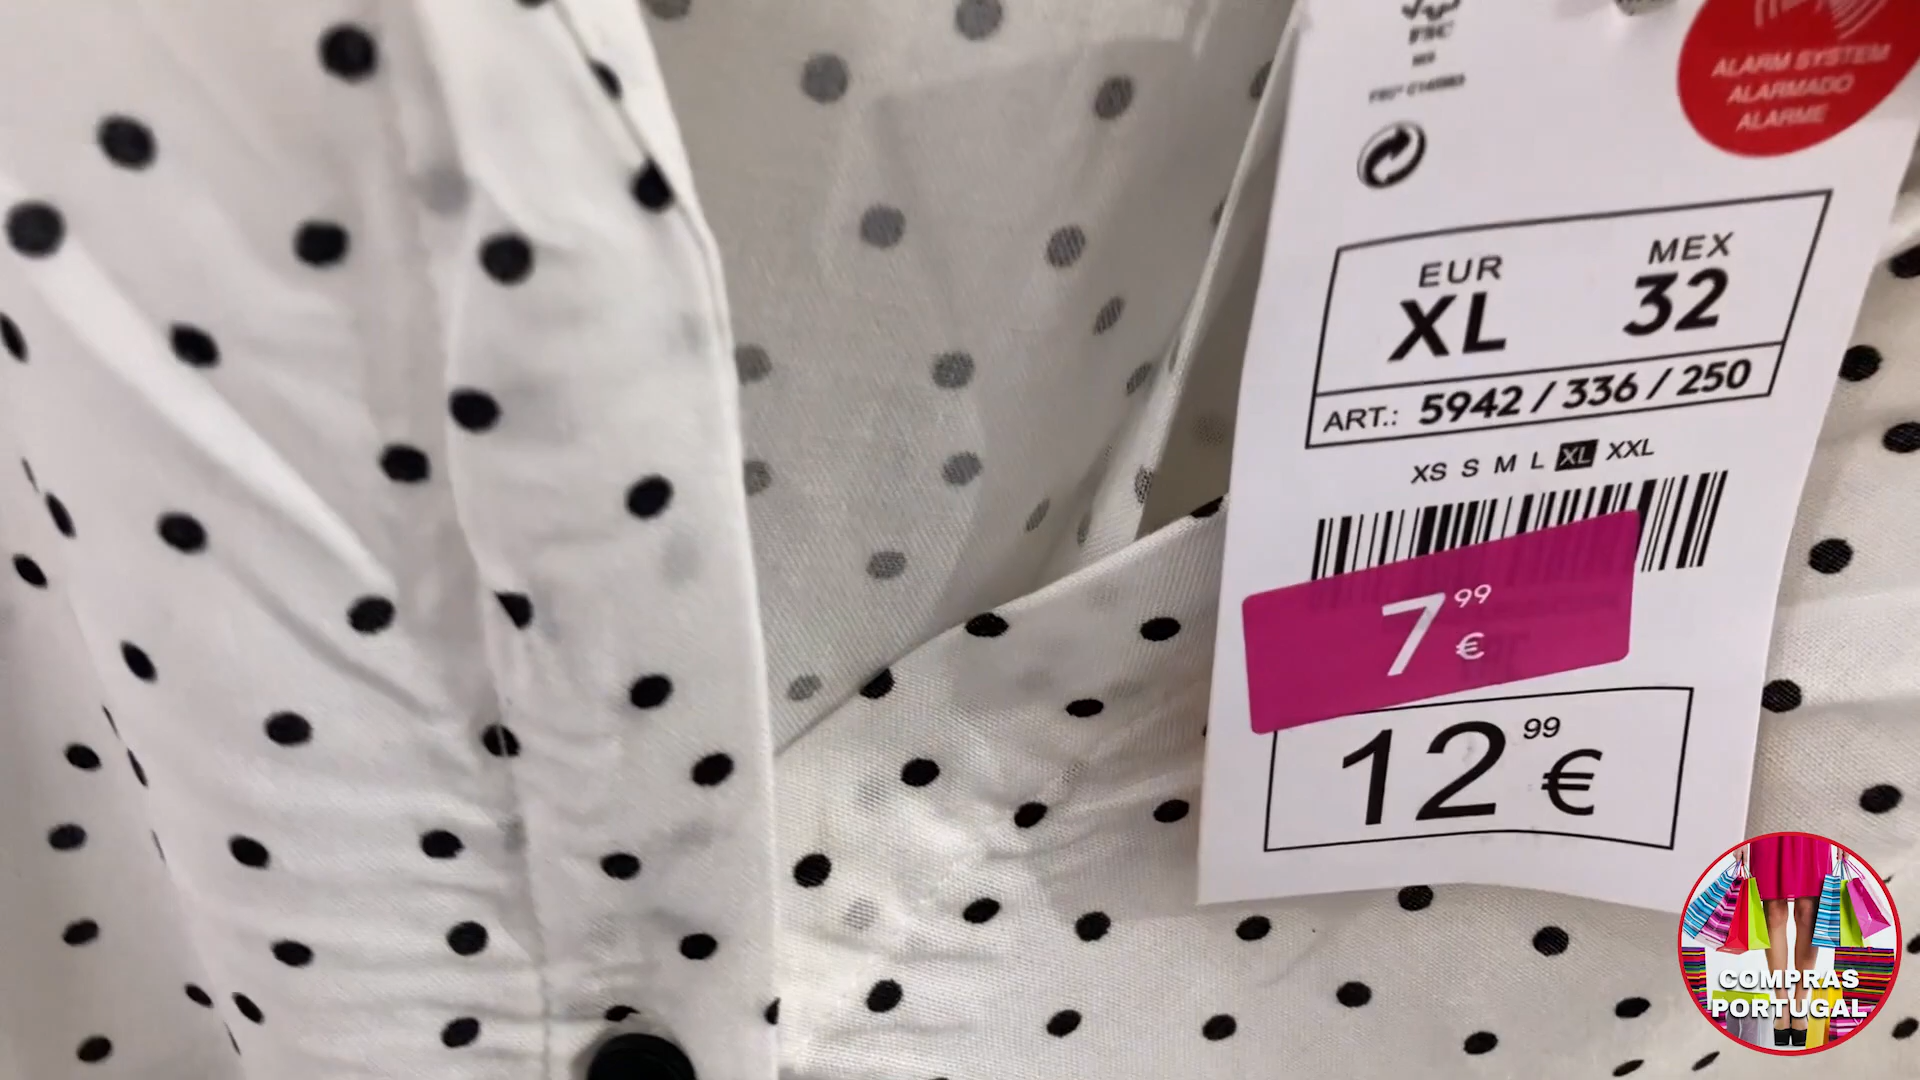 FSC
MIX
ALARM SYSTEM
ALARMADO
ALARME
EUR MEX
XL 32
ART.: 5942 / 336 / 250
XS S M L XL XXL
7 99 €
12 99 €
COMPRAS
PORTUGAL